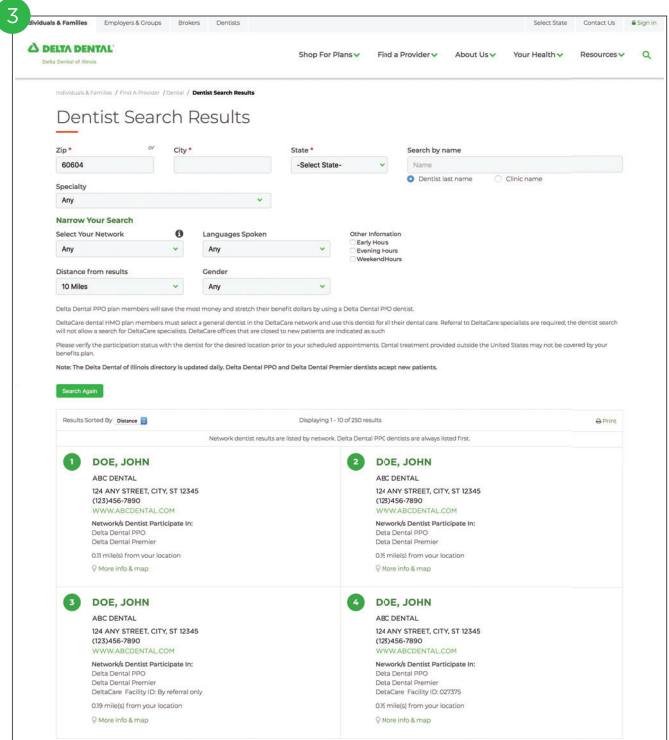 3
dividuals & Families Employers & Groups Brokers Dentists Select State Contact Us Sign in
DELTA DENTAL
Delta Dental of Illinois
Shop For Plans Find a Provider About Us Your Health Resources
Individuals & Families / Find A Provider / Dental / Dentist Search Results
Dentist Search Results
Zip * or City * State * Search by name
60604 -Select State- Name
Dentist last name Clinic name
Specialty
Any
Narrow Your Search
Select Your Network Languages Spoken Other Information
Any Any Early Hous
Evening Hours
WeekendHours
Distance from results Gender
10 Miles Any
Delta Dental PPO plan members will save the most money and stretch their benefit dollars by using a Delta Dental PPO dentist.
DeltaCare dental HMO plan members must select a general dentist in the DeltaCare network and use this dentist for all their dental care. Referral to DeltaCare specialists are required; the dentist search
will not allow a search for DeltaCare specialists. DeltaCare offices that are closed to new patients are indicated as such
Please verify the participation status with the dentist for the desired location prior to your scheduled appointments. Dental treatment provided outside the United States may not be covered by your
benefits plan.
Note: The Delta Dental of Illinois directory is updated daily. Delta Dental PPO and Delta Dental Premier dentists acept new patients.
Search Again
Results Sorted By Distance Displaying 1 - 10 of 250 results Print
Network dentist results are listed by network. Delta Dental PPO dentists are always listed first.
1 DOE, JOHN
ABC DENTAL
124 ANY STREET, CITY, ST 12345
(123)456-7890
WWW.ABCDENTAL.COM
Network/s Dentist Participate In:
Delta Dental PPO
Delta Dental Premier
0.11 mile(s) from your location
More info & map
2 DOE, JOHN
ABC DENTAL
124 ANY STREET, CITY, ST 12345
(123)456-7890
WWW.ABCDENTAL.COM
Network/s Dentist Participate In:
Delta Dental PPO
Deta Dental Premier
0.15 mile(s) from your location
More info & map
3 DOE, JOHN
ABC DENTAL
124 ANY STREET, CITY, ST 12345
(123)456-7890
WWW.ABCDENTAL.COM
Network/s Dentist Participate In:
Delta Dental PPO
Delta Dental Premier
DeltaCare Facility ID: By referral only
0.19 mile(s) from your location
More info & map
4 DOE, JOHN
ABC DENTAL
124 ANY STREET, CITY, ST 12345
(123)456-7890
WWW.ABCDENTAL.COM
Network/s Dentist Participate In:
Delta Dental PPO
Deta Dental Premier
DeltaCare Facility ID: 027375
0.15 mile(s) from your location
More info & map